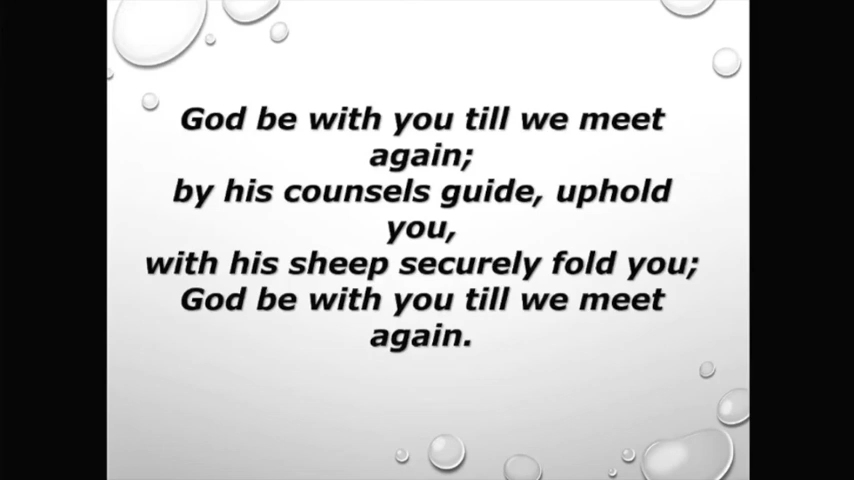 God be with you till we meet
again;
by his counsels guide, uphold
you,
with his sheep securely fold you;
God be with you till we meet
again.